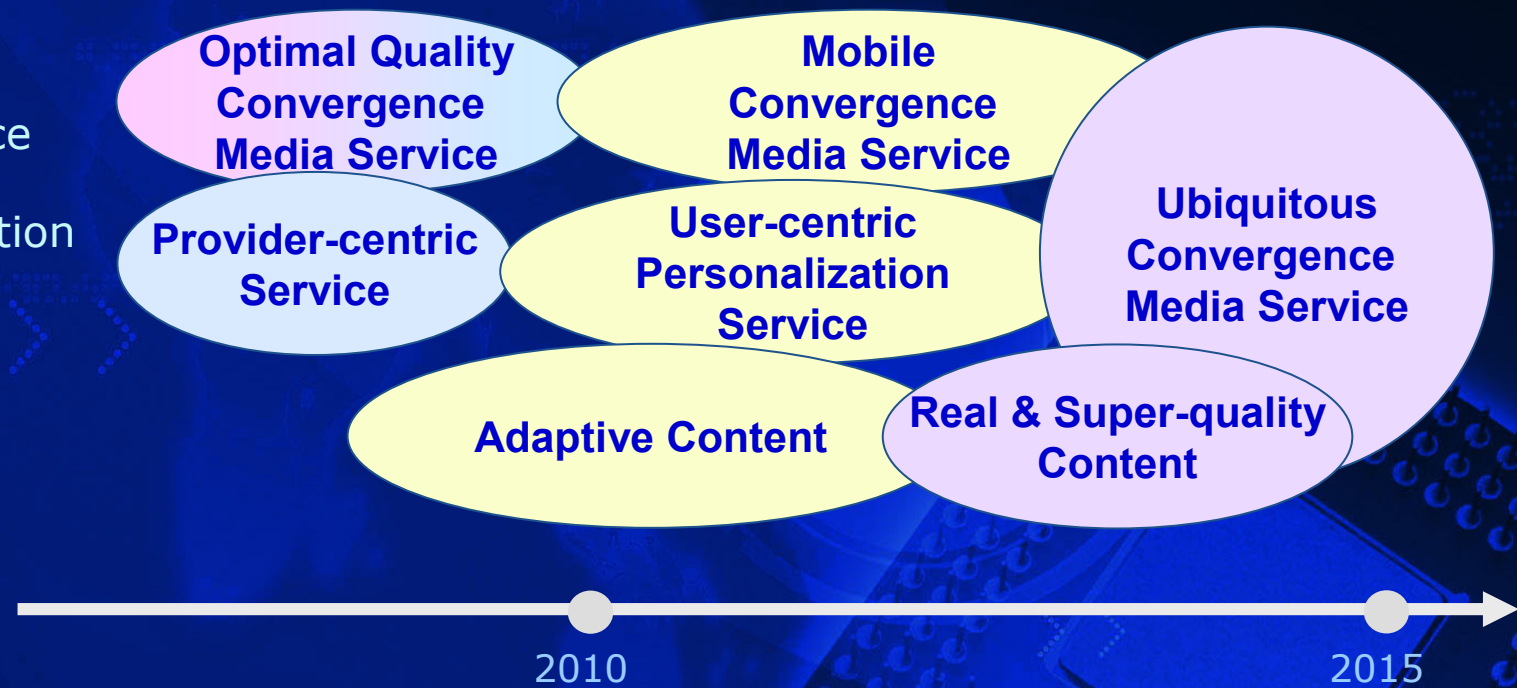 Optimal Quality
Convergence
Media Service
Mobile
Convergence
Media Service
Provider-centric
Service
User-centric
Personalization
Service
Ubiquitous
Convergence
Media Service
Adaptive Content
Real & Super-quality
Content
2010
2015